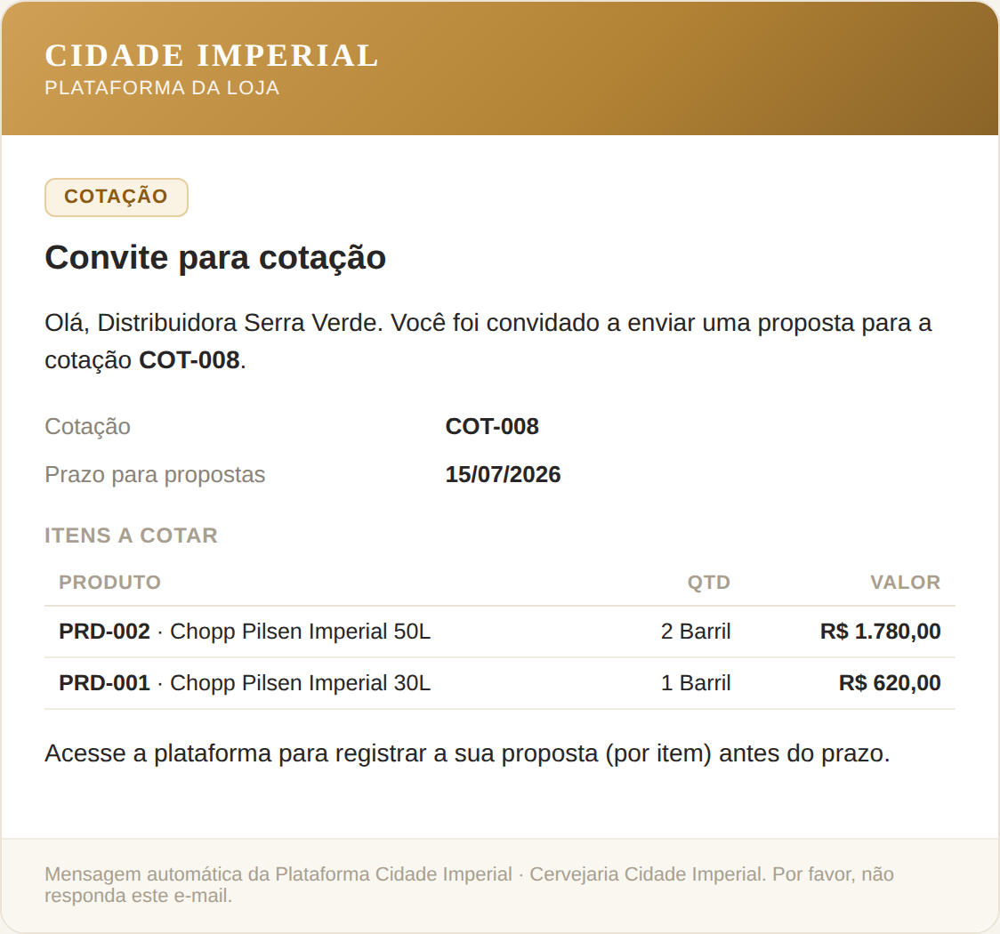 CIDADE IMPERIAL
PLATAFORMA DA LOJA
COTAÇÃO
Convite para cotação
Olá, Distribuidora Serra Verde. Você foi convidado a enviar uma proposta para a
cotação COT-008.
Cotação COT-008
Prazo para propostas 15/07/2026
ITENS A COTAR
PRODUTO QTD VALOR
PRD-002 · Chopp Pilsen Imperial 50L 2 Barril R$ 1.780,00
PRD-001 · Chopp Pilsen Imperial 30L 1 Barril R$ 620,00
Acesse a plataforma para registrar a sua proposta (por item) antes do prazo.
Mensagem automática da Plataforma Cidade Imperial · Cervejaria Cidade Imperial. Por favor, não
responda este e-mail.